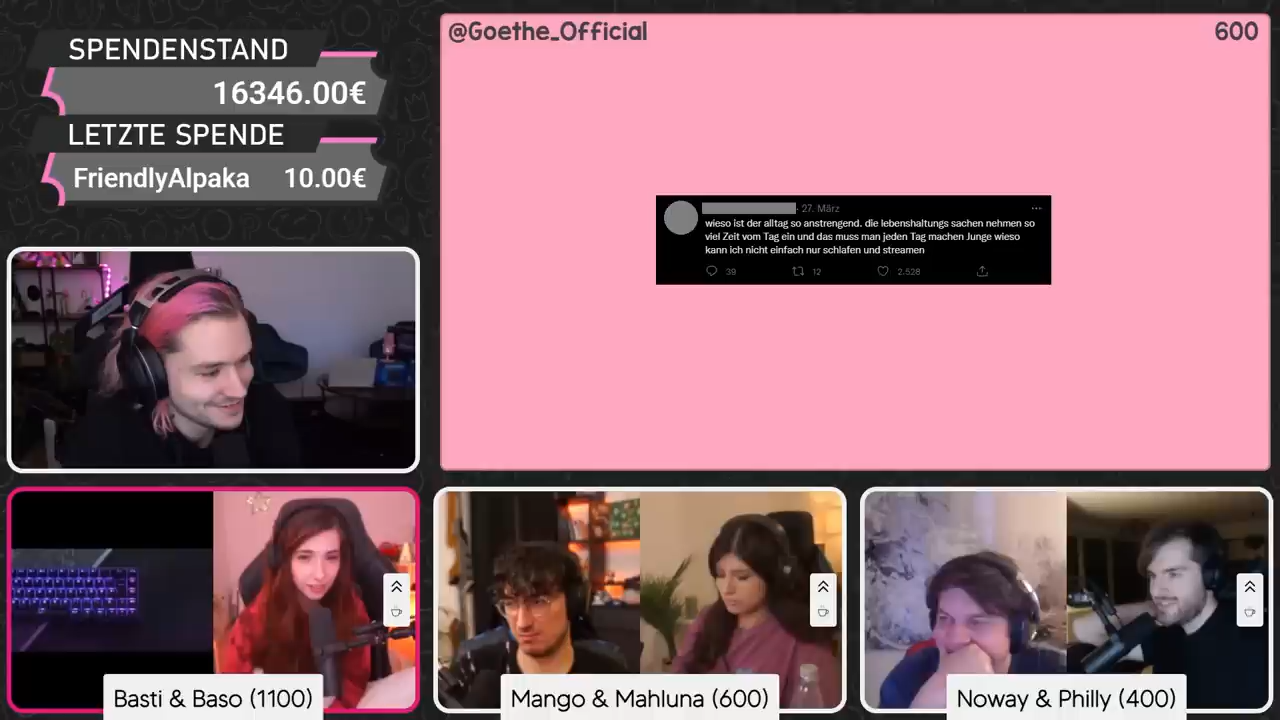 SPENDENSTAND
16346.00€
LETZTE SPENDE
FriendlyAlpaka 10.00€
@Goethe_Official 600
· 27. März
wieso ist der alltag so anstrengend. die lebenshaltungs sachen nehmen so
viel Zeit vom Tag ein und das muss man jeden Tag machen Junge wieso
kann ich nicht einfach nur schlafen und streamen
39 12 2.528
Basti & Baso (1100)
Mango & Mahluna (600)
Noway & Philly (400)